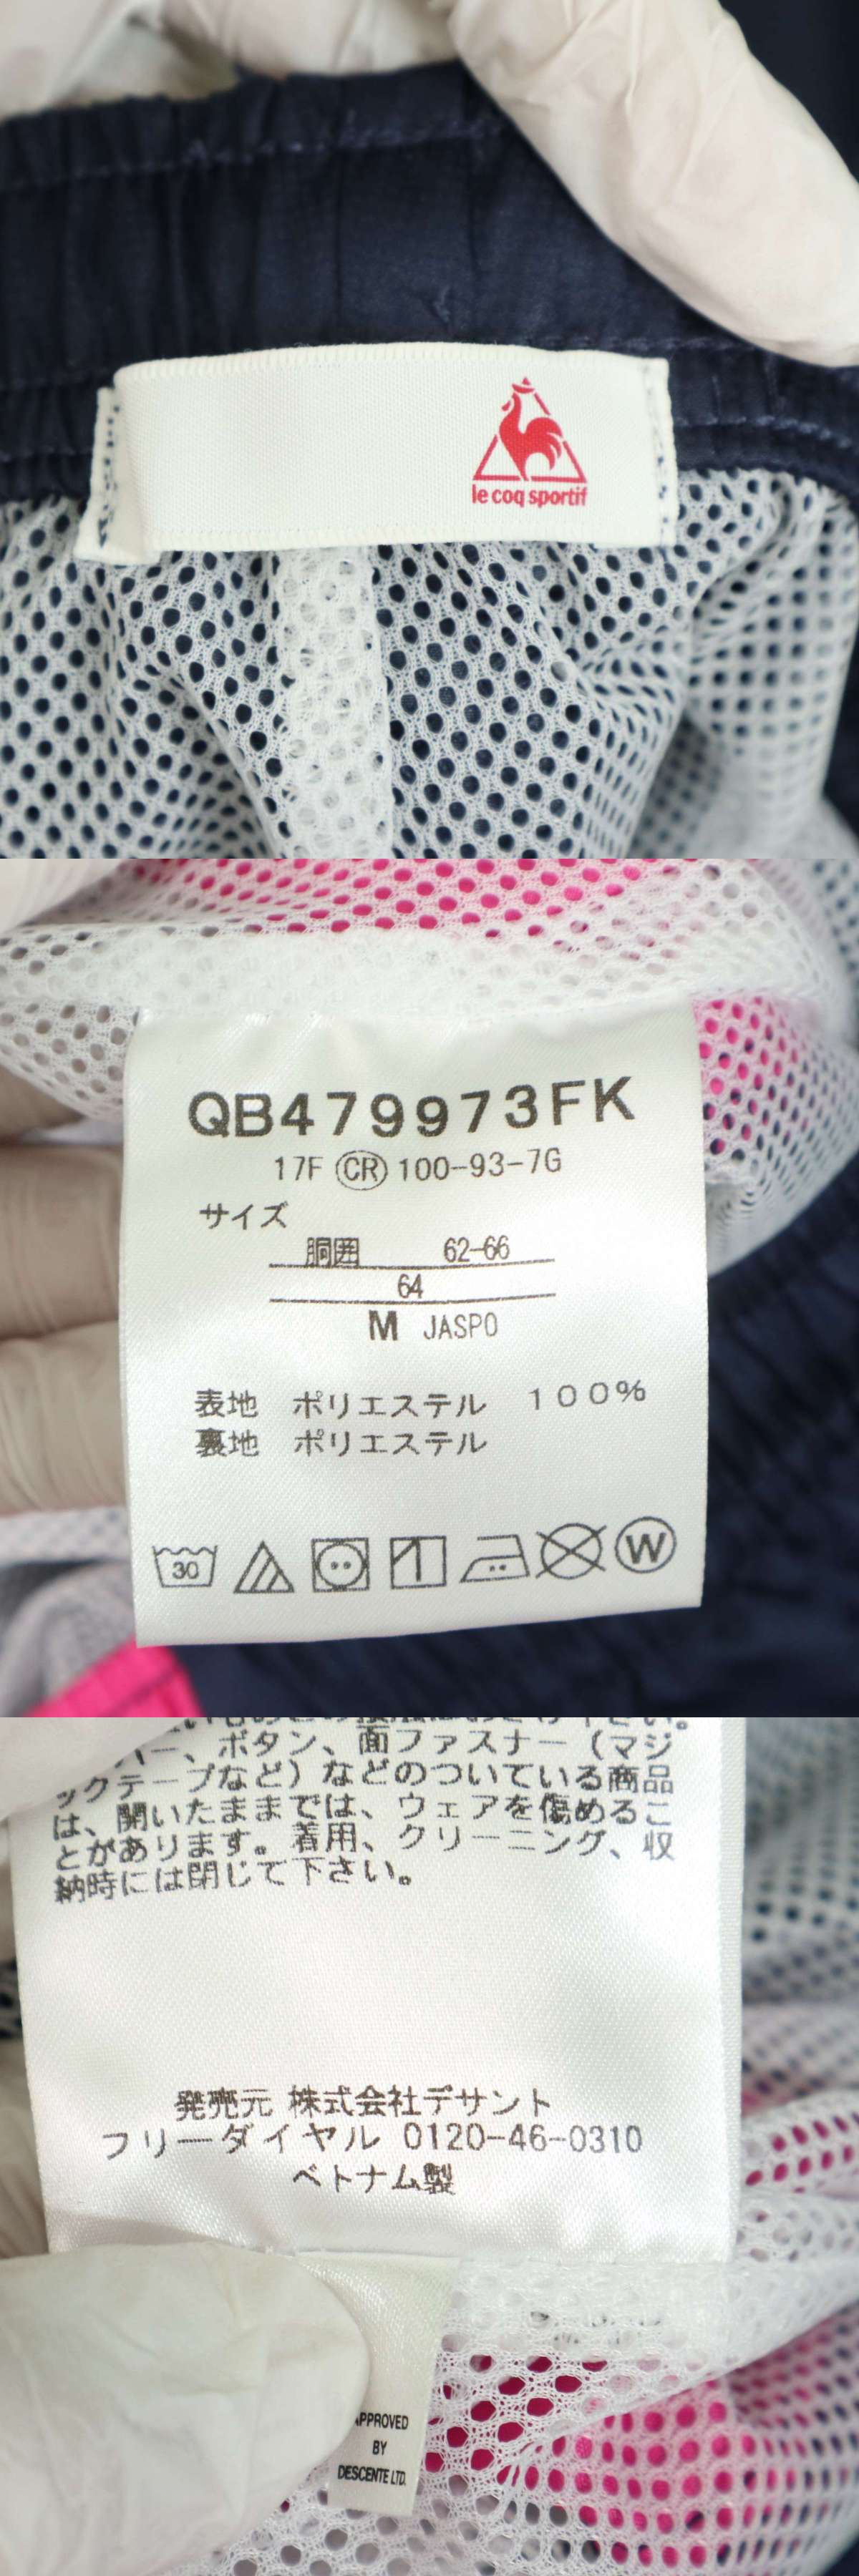 le coq sportif
QB479973FK
17F CR 100-93-7G
サイズ
胴囲 62-66
64
M JASPO
表地 ポリエステル 100%
裏地 ポリエステル
30
W
ー、ボタン、面ファスナー(マジ
ックテープなど)などのついている商品
は、開いたままでは、ウェアを傷めるこ
とがあります。着用、クリーニング、収
納時には閉じて下さい。
発売元 株式会社デサント
フリーダイヤル 0120-46-0310
ベトナム製
APPROVED
BY
DESCENTE LTD.